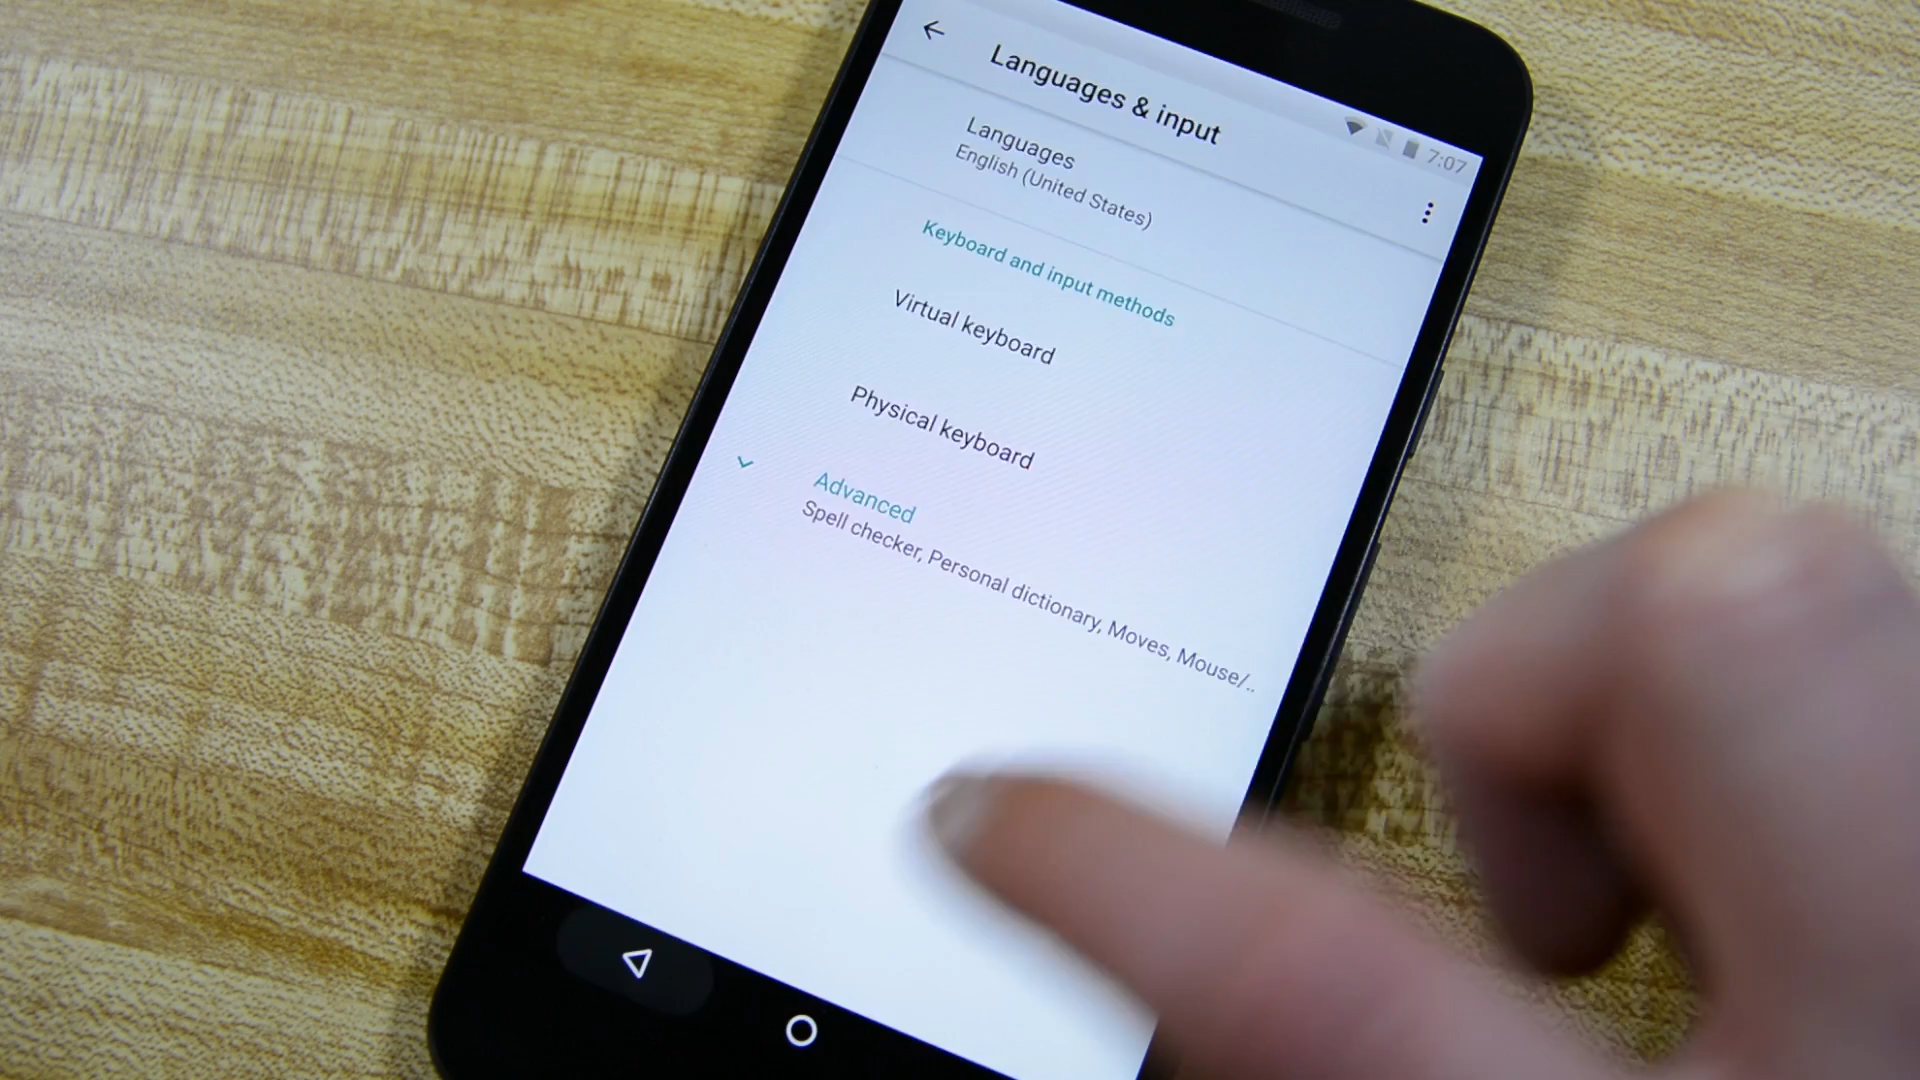 7:07
Languages & input
Languages
English (United States)
Keyboard and input methods
Virtual keyboard
Physical keyboard
Advanced
Spell checker, Personal dictionary, Moves, Mouse/..